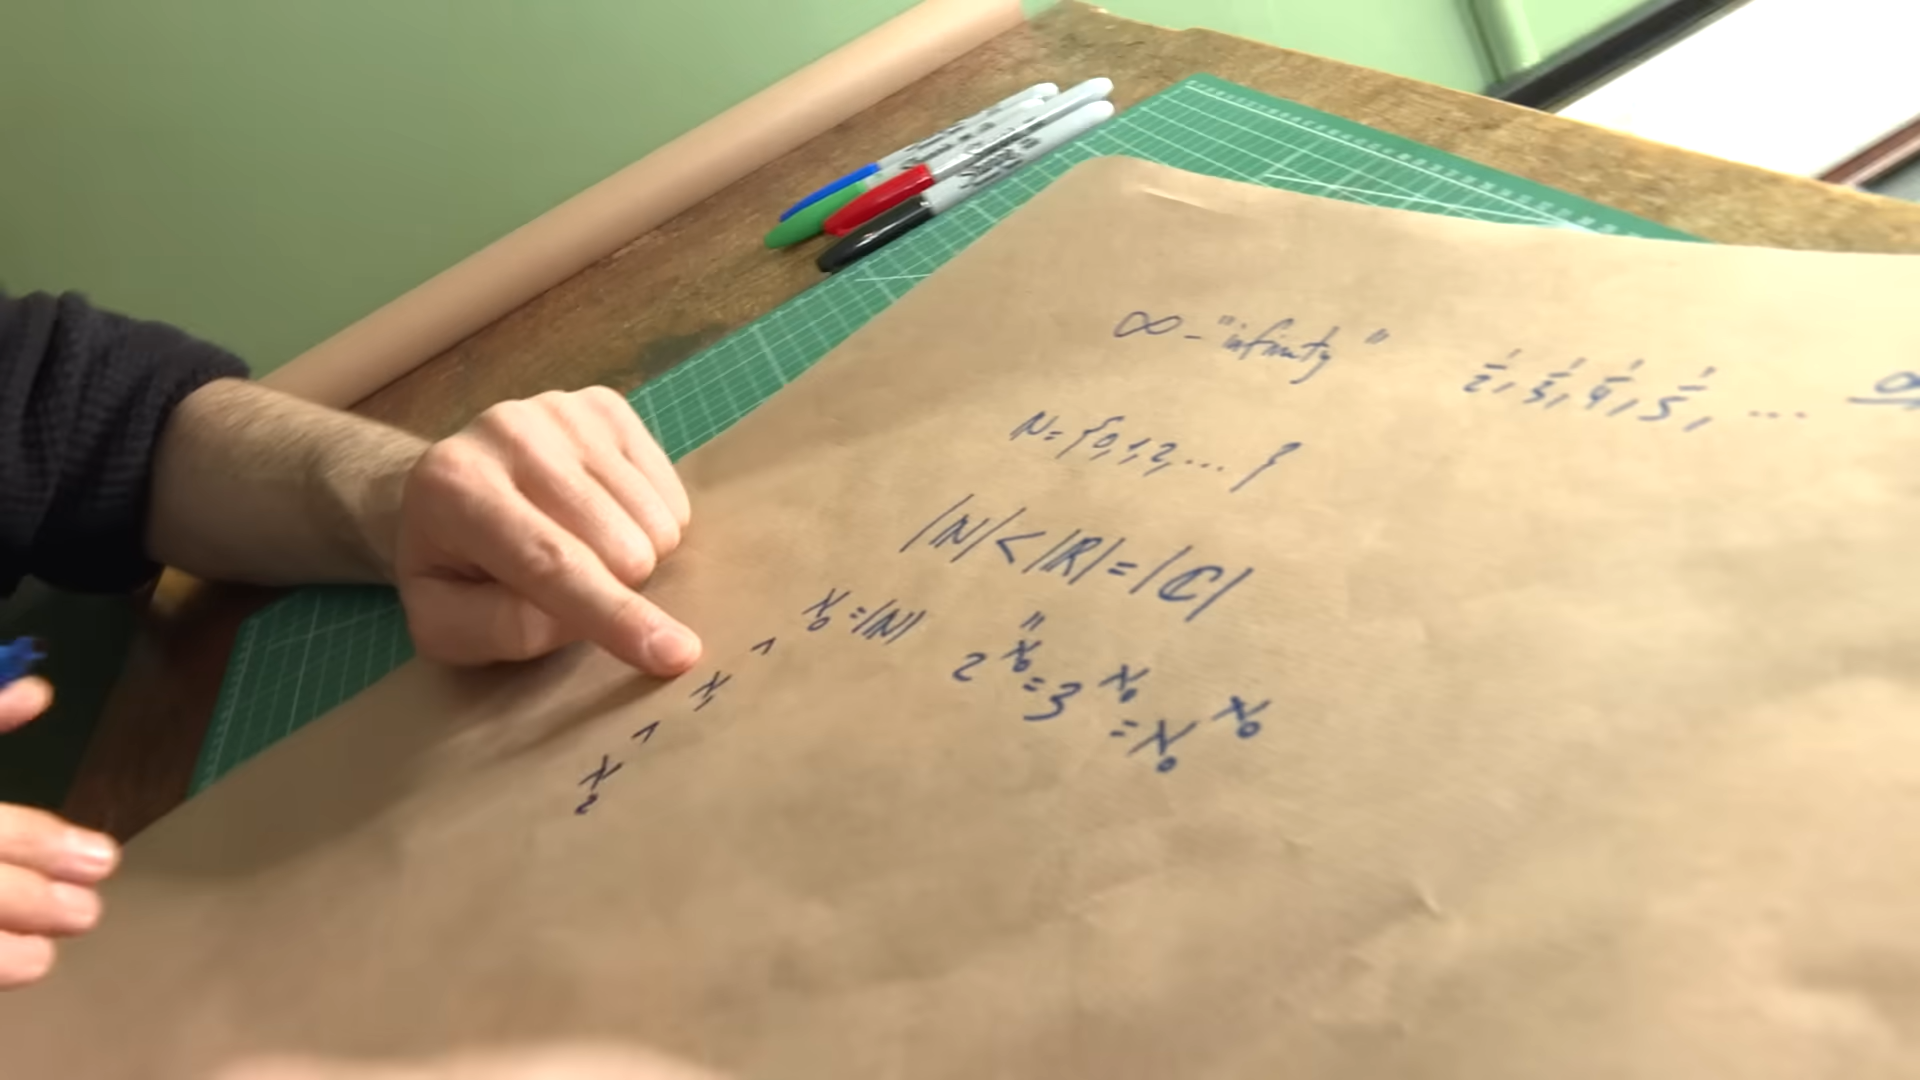 ∞ - "infinity"
1/2, 1/3, 1/4, 1/5, ...
N = {0, 1, 2, ... }
|N| < |R| = |ℂ|
ℵ₀ = |N|
"
2^ℵ₀ = 3^ℵ₀ = ℵ₀^ℵ₀
^
ℵ₁
^
ℵ₂